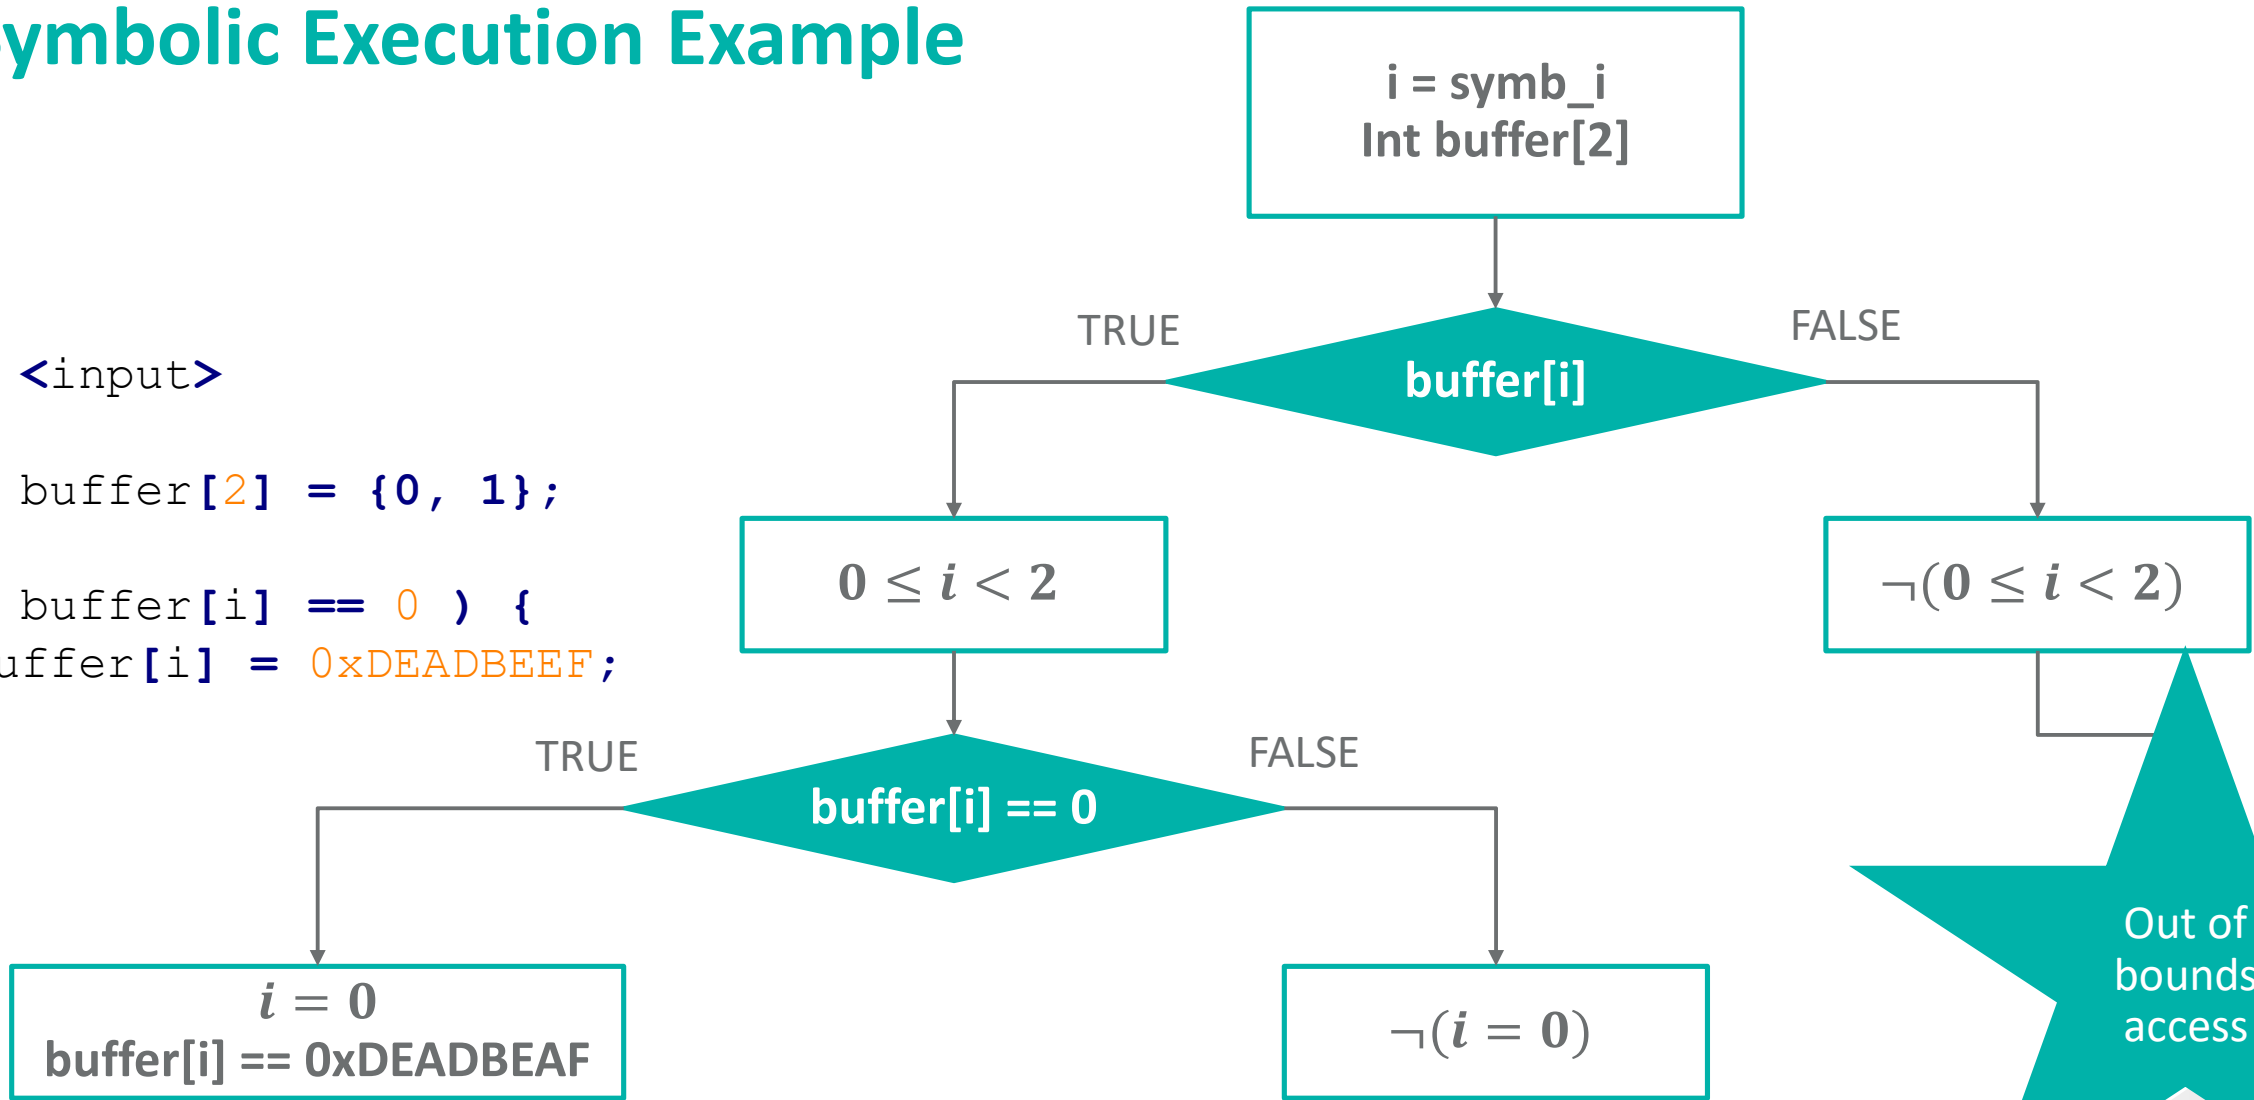 ymbolic Execution Example
i = symb_i
Int buffer[2]
TRUE
FALSE
buffer[i]
<input>
buffer[2] = {0, 1};
buffer[i] == 0 ) {
uffer[i] = 0xDEADBEEF;
0 ≤ i < 2
¬(0 ≤ i < 2)
TRUE
FALSE
buffer[i] == 0
Out of
bounds
access
i = 0
buffer[i] == 0xDEADBEAF
¬(i = 0)